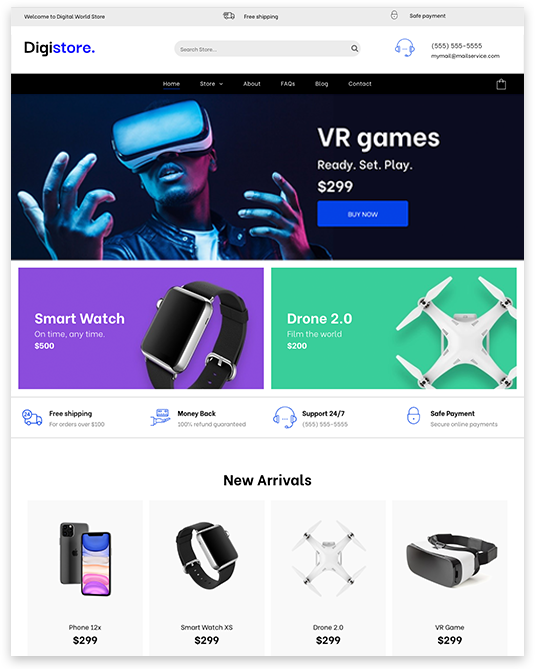 Welcome to Digital World Store
Free shipping
Safe payment
Digistore.
Search Store...
(555) 555-5555
mymail@mailservice.com
Home
Store
About
FAQs
Blog
Contact
VR games
Ready. Set. Play.
$299
BUY NOW
Smart Watch
On time, any time.
$500
Drone 2.0
Film the world
$200
24
Free shipping
For orders over $100
Money Back
100% refund guaranteed
Support 24/7
(555) 555-5555
Safe Payment
Secure online payments
New Arrivals
Phone 12x
$299
Smart Watch XS
$299
Drone 2.0
$299
VR Game
$299